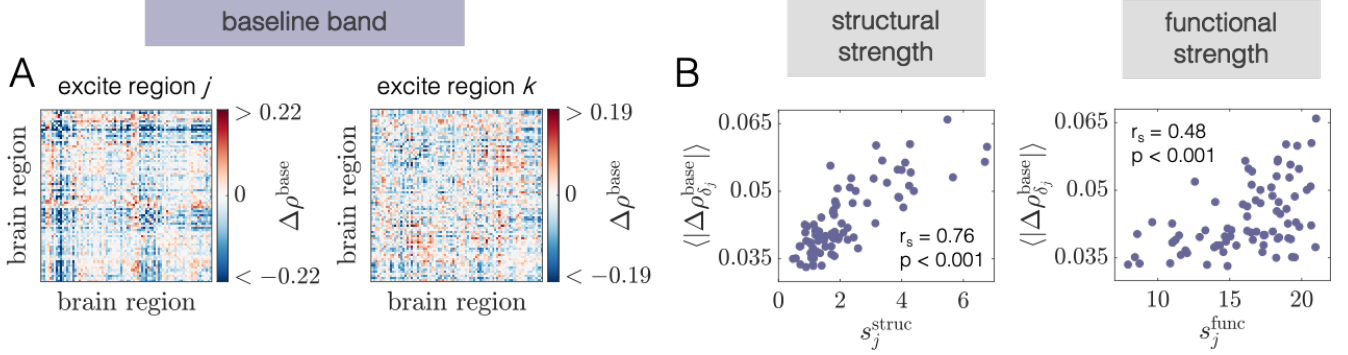 baseline band
structural
strength
functional
strength
A
excite region j
brain region
brain region
> 0.22
0
< −0.22
Δρ^base
excite region k
brain region
brain region
> 0.19
0
< −0.19
Δρ^base
B
⟨|Δρ^base_δj|⟩
0.065
0.05
0.035
r_s = 0.76
p < 0.001
0 2 4 6
s_j^struc
⟨|Δρ^base_δj|⟩
0.065
0.05
0.035
r_s = 0.48
p < 0.001
10 15 20
s_j^func